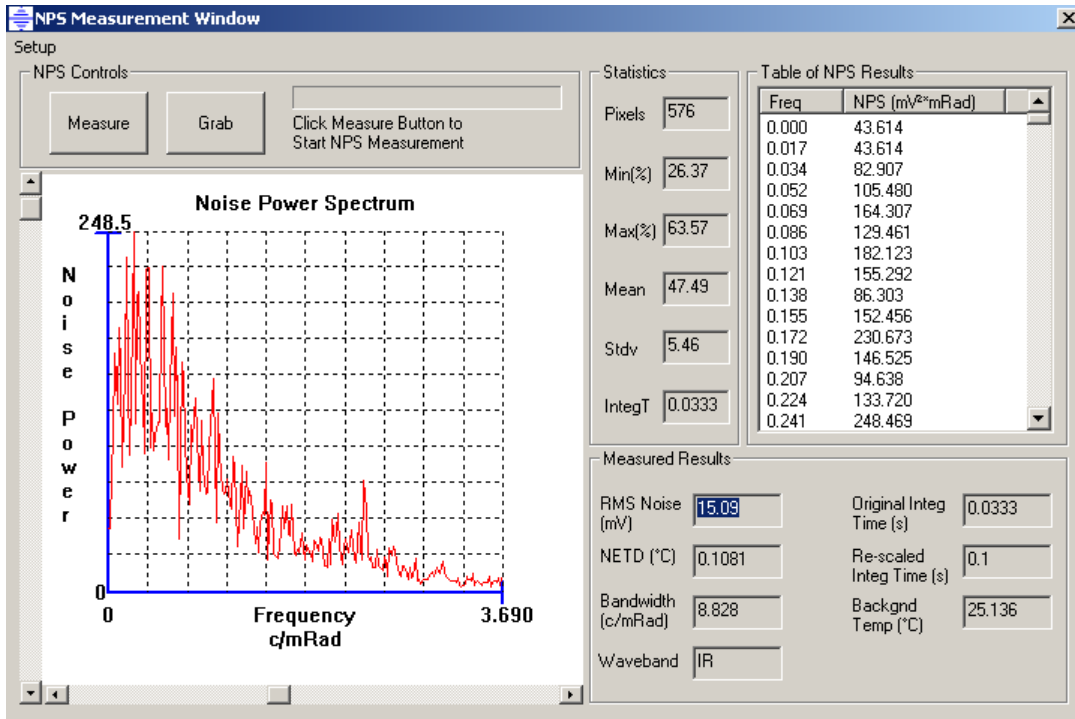 NPS Measurement Window
Setup
NPS Controls
Measure
Grab
Click Measure Button to
Start NPS Measurement
Noise Power Spectrum
248.5
Noise Power
0
0
Frequency
3.690
c/mRad
Statistics
Pixels 576
Min(%) 26.37
Max(%) 63.57
Mean 47.49
Stdv 5.46
IntegT 0.0333
Table of NPS Results
Freq NPS (mV²*mRad)
0.000 43.614
0.017 43.614
0.034 82.907
0.052 105.480
0.069 164.307
0.086 129.461
0.103 182.123
0.121 155.292
0.138 86.303
0.155 152.456
0.172 230.673
0.190 146.525
0.207 94.638
0.224 133.720
0.241 248.469
Measured Results
RMS Noise
(mV)
15.09
NETD (°C) 0.1081
Bandwidth
(c/mRad)
8.828
Waveband IR
Original Integ
Time (s)
0.0333
Re-scaled
Integ Time (s)
0.1
Backgnd
Temp (°C)
25.136